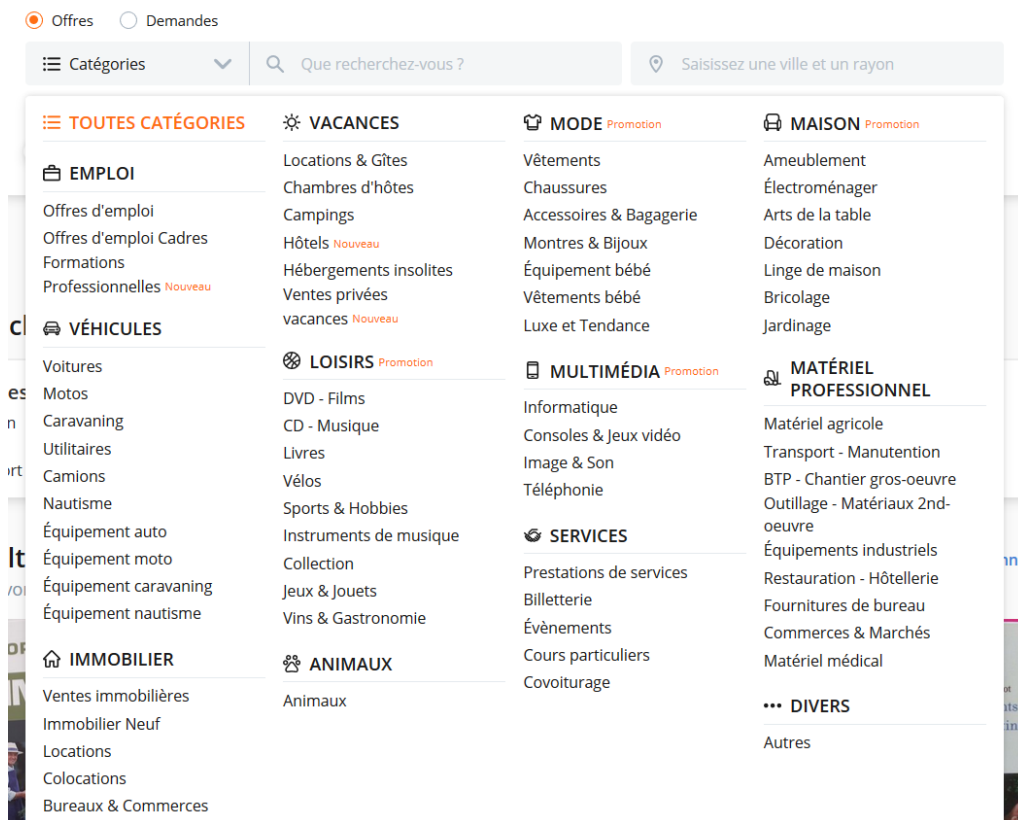 Offres
Demandes
Catégories
Que recherchez-vous ?
Saisissez une ville et un rayon
TOUTES CATÉGORIES
EMPLOI
Offres d'emploi
Offres d'emploi Cadres
Formations
Professionnelles Nouveau
VÉHICULES
Voitures
Motos
Caravaning
Utilitaires
Camions
Nautisme
Équipement auto
Équipement moto
Équipement caravaning
Équipement nautisme
IMMOBILIER
Ventes immobilières
Immobilier Neuf
Locations
Colocations
Bureaux & Commerces
VACANCES
Locations & Gîtes
Chambres d'hôtes
Campings
Hôtels Nouveau
Hébergements insolites
Ventes privées
vacances Nouveau
LOISIRS Promotion
DVD - Films
CD - Musique
Livres
Vélos
Sports & Hobbies
Instruments de musique
Collection
Jeux & Jouets
Vins & Gastronomie
ANIMAUX
Animaux
MODE Promotion
Vêtements
Chaussures
Accessoires & Bagagerie
Montres & Bijoux
Équipement bébé
Vêtements bébé
Luxe et Tendance
MULTIMÉDIA Promotion
Informatique
Consoles & Jeux vidéo
Image & Son
Téléphonie
SERVICES
Prestations de services
Billetterie
Évènements
Cours particuliers
Covoiturage
MAISON Promotion
Ameublement
Électroménager
Arts de la table
Décoration
Linge de maison
Bricolage
Jardinage
MATÉRIEL
PROFESSIONNEL
Matériel agricole
Transport - Manutention
BTP - Chantier gros-oeuvre
Outillage - Matériaux 2nd-
oeuvre
Équipements industriels
Restauration - Hôtellerie
Fournitures de bureau
Commerces & Marchés
Matériel médical
DIVERS
Autres